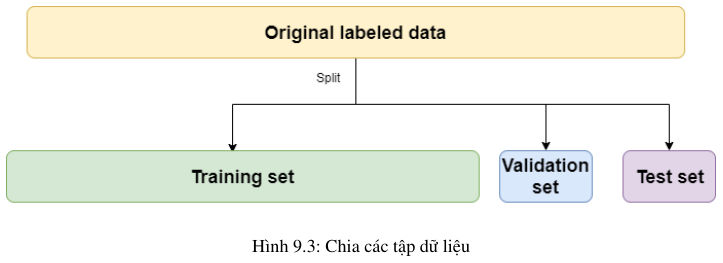 Original labeled data
Split
Training set
Validation
set
Test set
Hình 9.3: Chia các tập dữ liệu